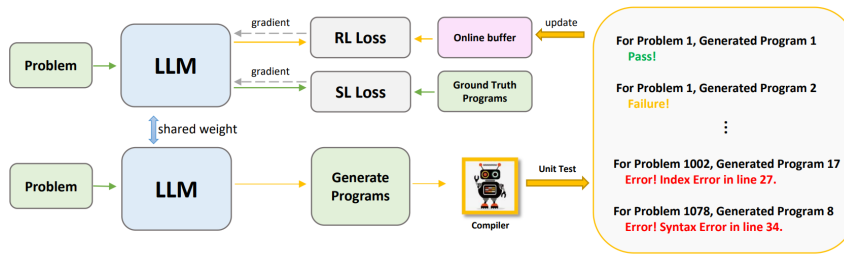 Problem
LLM
gradient
RL Loss
Online buffer
update
gradient
SL Loss
Ground Truth
Programs
shared weight
Problem
LLM
Generate
Programs
Compiler
Unit Test
For Problem 1, Generated Program 1
Pass!
For Problem 1, Generated Program 2
Failure!
⋮
For Problem 1002, Generated Program 17
Error! Index Error in line 27.
For Problem 1078, Generated Program 8
Error! Syntax Error in line 34.